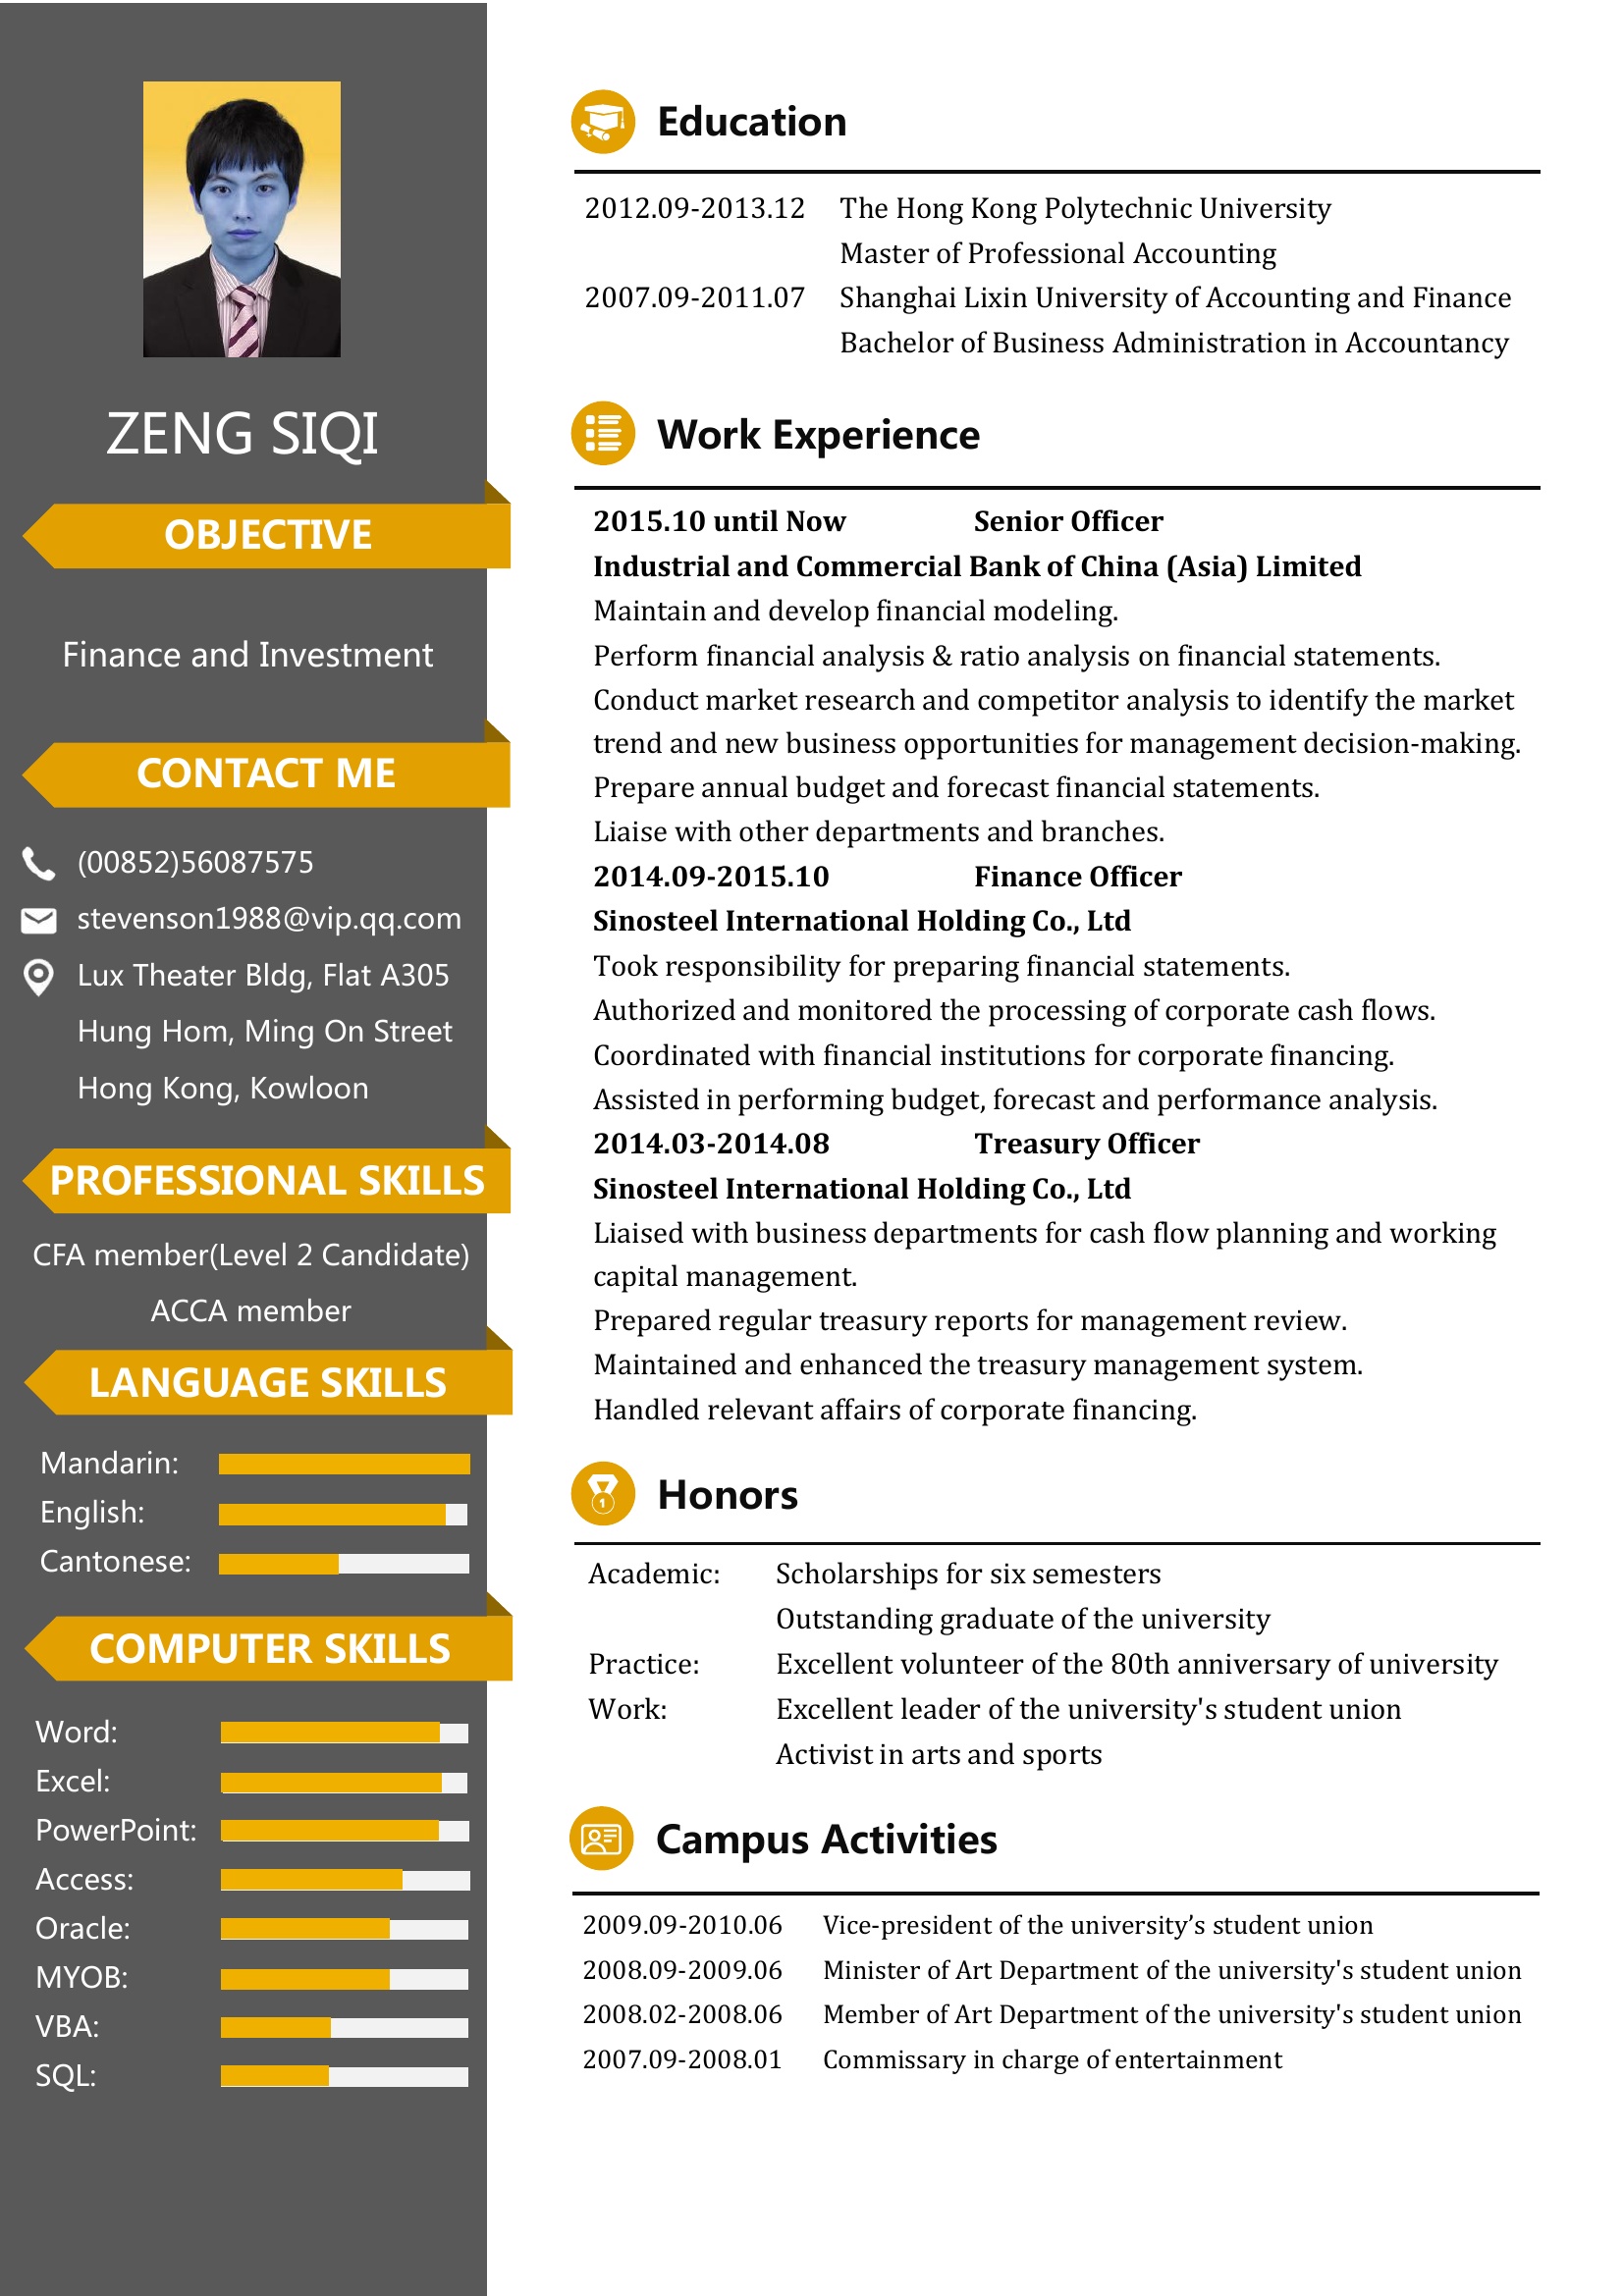 ZENG SIQI
OBJECTIVE
Finance and Investment
CONTACT ME
(00852)56087575
stevenson1988@vip.qq.com
Lux Theater Bldg, Flat A305
Hung Hom, Ming On Street
Hong Kong, Kowloon
PROFESSIONAL SKILLS
CFA member(Level 2 Candidate)
ACCA member
LANGUAGE SKILLS
Mandarin:
English:
Cantonese:
COMPUTER SKILLS
Word:
Excel:
PowerPoint:
Access:
Oracle:
MYOB:
VBA:
SQL:
Education
2012.09-2013.12 The Hong Kong Polytechnic University
Master of Professional Accounting
2007.09-2011.07 Shanghai Lixin University of Accounting and Finance
Bachelor of Business Administration in Accountancy
Work Experience
2015.10 until Now Senior Officer
Industrial and Commercial Bank of China (Asia) Limited
Maintain and develop financial modeling.
Perform financial analysis & ratio analysis on financial statements.
Conduct market research and competitor analysis to identify the market
trend and new business opportunities for management decision-making.
Prepare annual budget and forecast financial statements.
Liaise with other departments and branches.
2014.09-2015.10 Finance Officer
Sinosteel International Holding Co., Ltd
Took responsibility for preparing financial statements.
Authorized and monitored the processing of corporate cash flows.
Coordinated with financial institutions for corporate financing.
Assisted in performing budget, forecast and performance analysis.
2014.03-2014.08 Treasury Officer
Sinosteel International Holding Co., Ltd
Liaised with business departments for cash flow planning and working
capital management.
Prepared regular treasury reports for management review.
Maintained and enhanced the treasury management system.
Handled relevant affairs of corporate financing.
1
Honors
Academic: Scholarships for six semesters
Outstanding graduate of the university
Practice: Excellent volunteer of the 80th anniversary of university
Work: Excellent leader of the university's student union
Activist in arts and sports
Campus Activities
2009.09-2010.06 Vice-president of the university’s student union
2008.09-2009.06 Minister of Art Department of the university's student union
2008.02-2008.06 Member of Art Department of the university's student union
2007.09-2008.01 Commissary in charge of entertainment